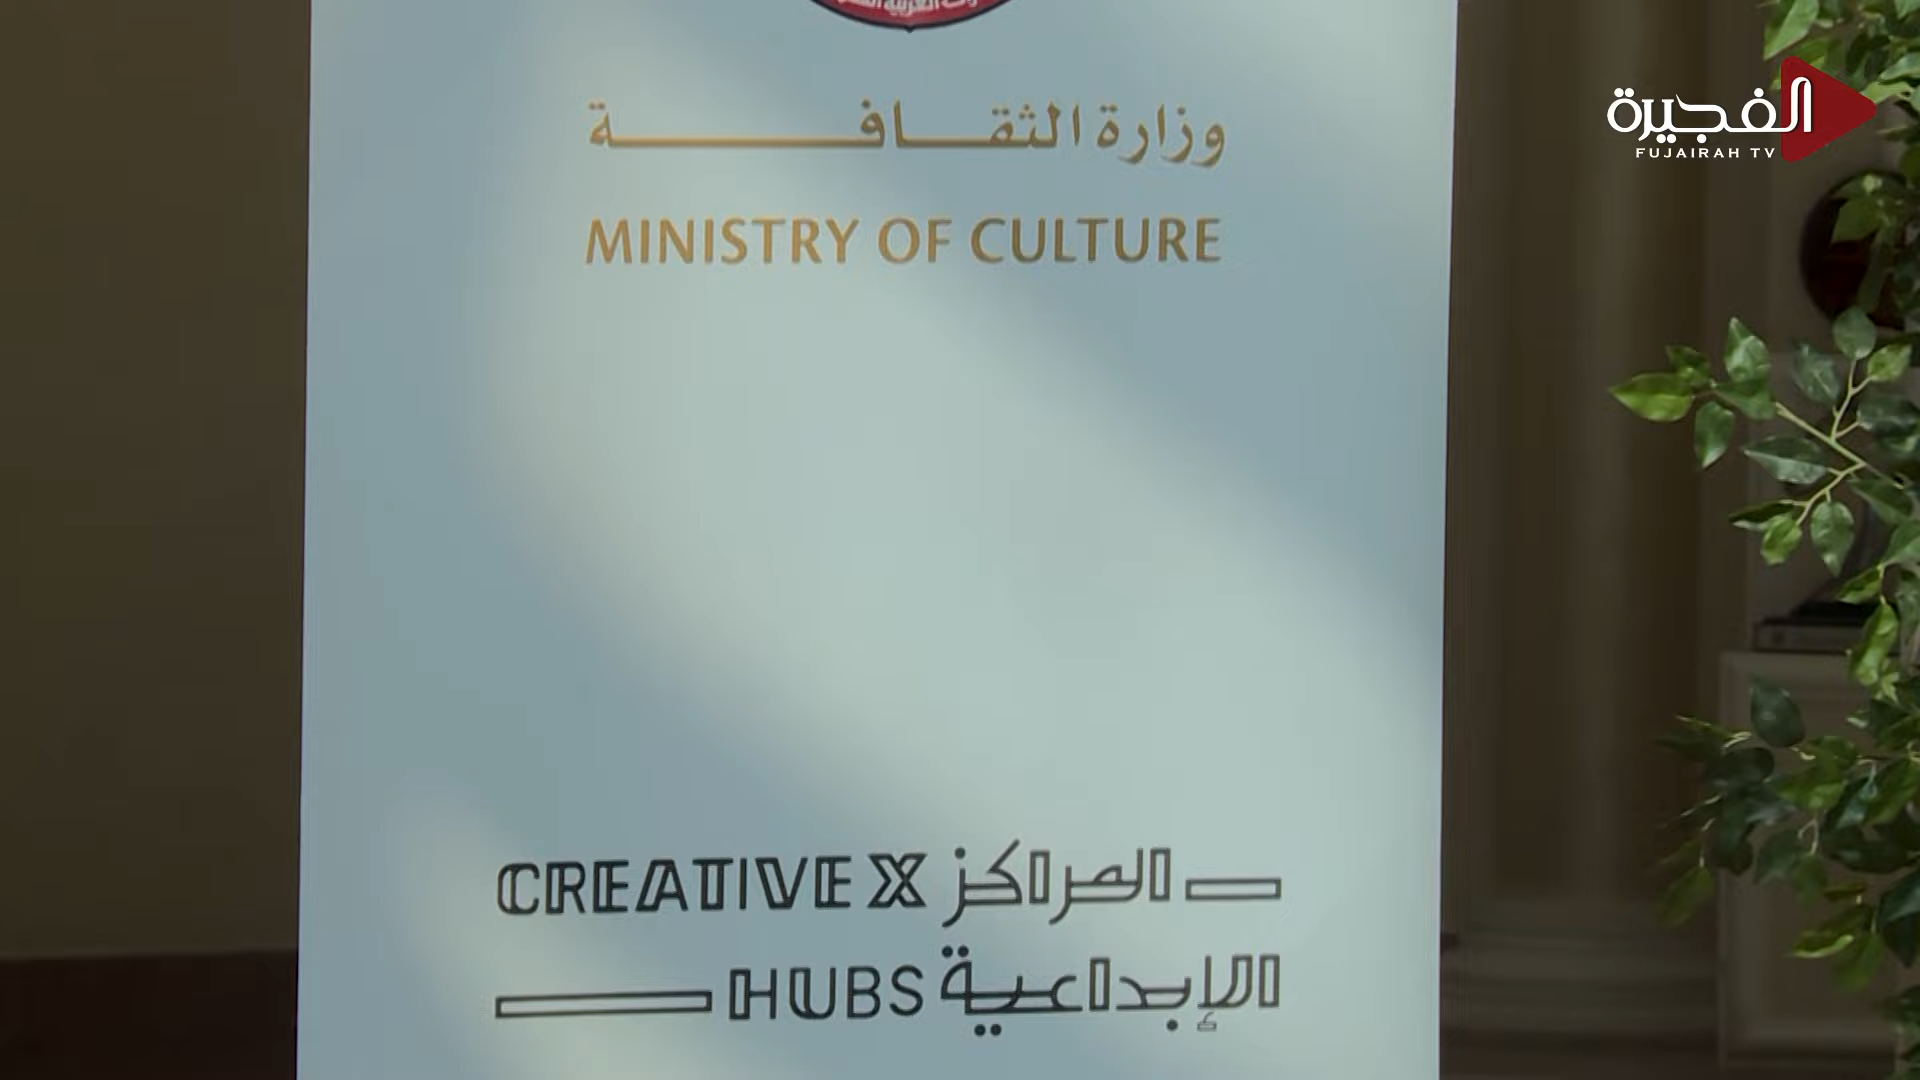 وزارة الثقافة
MINISTRY OF CULTURE
الفجيرة
FUJAIRAH TV
CREATIVE X المراكز
HUBS الإبداعية